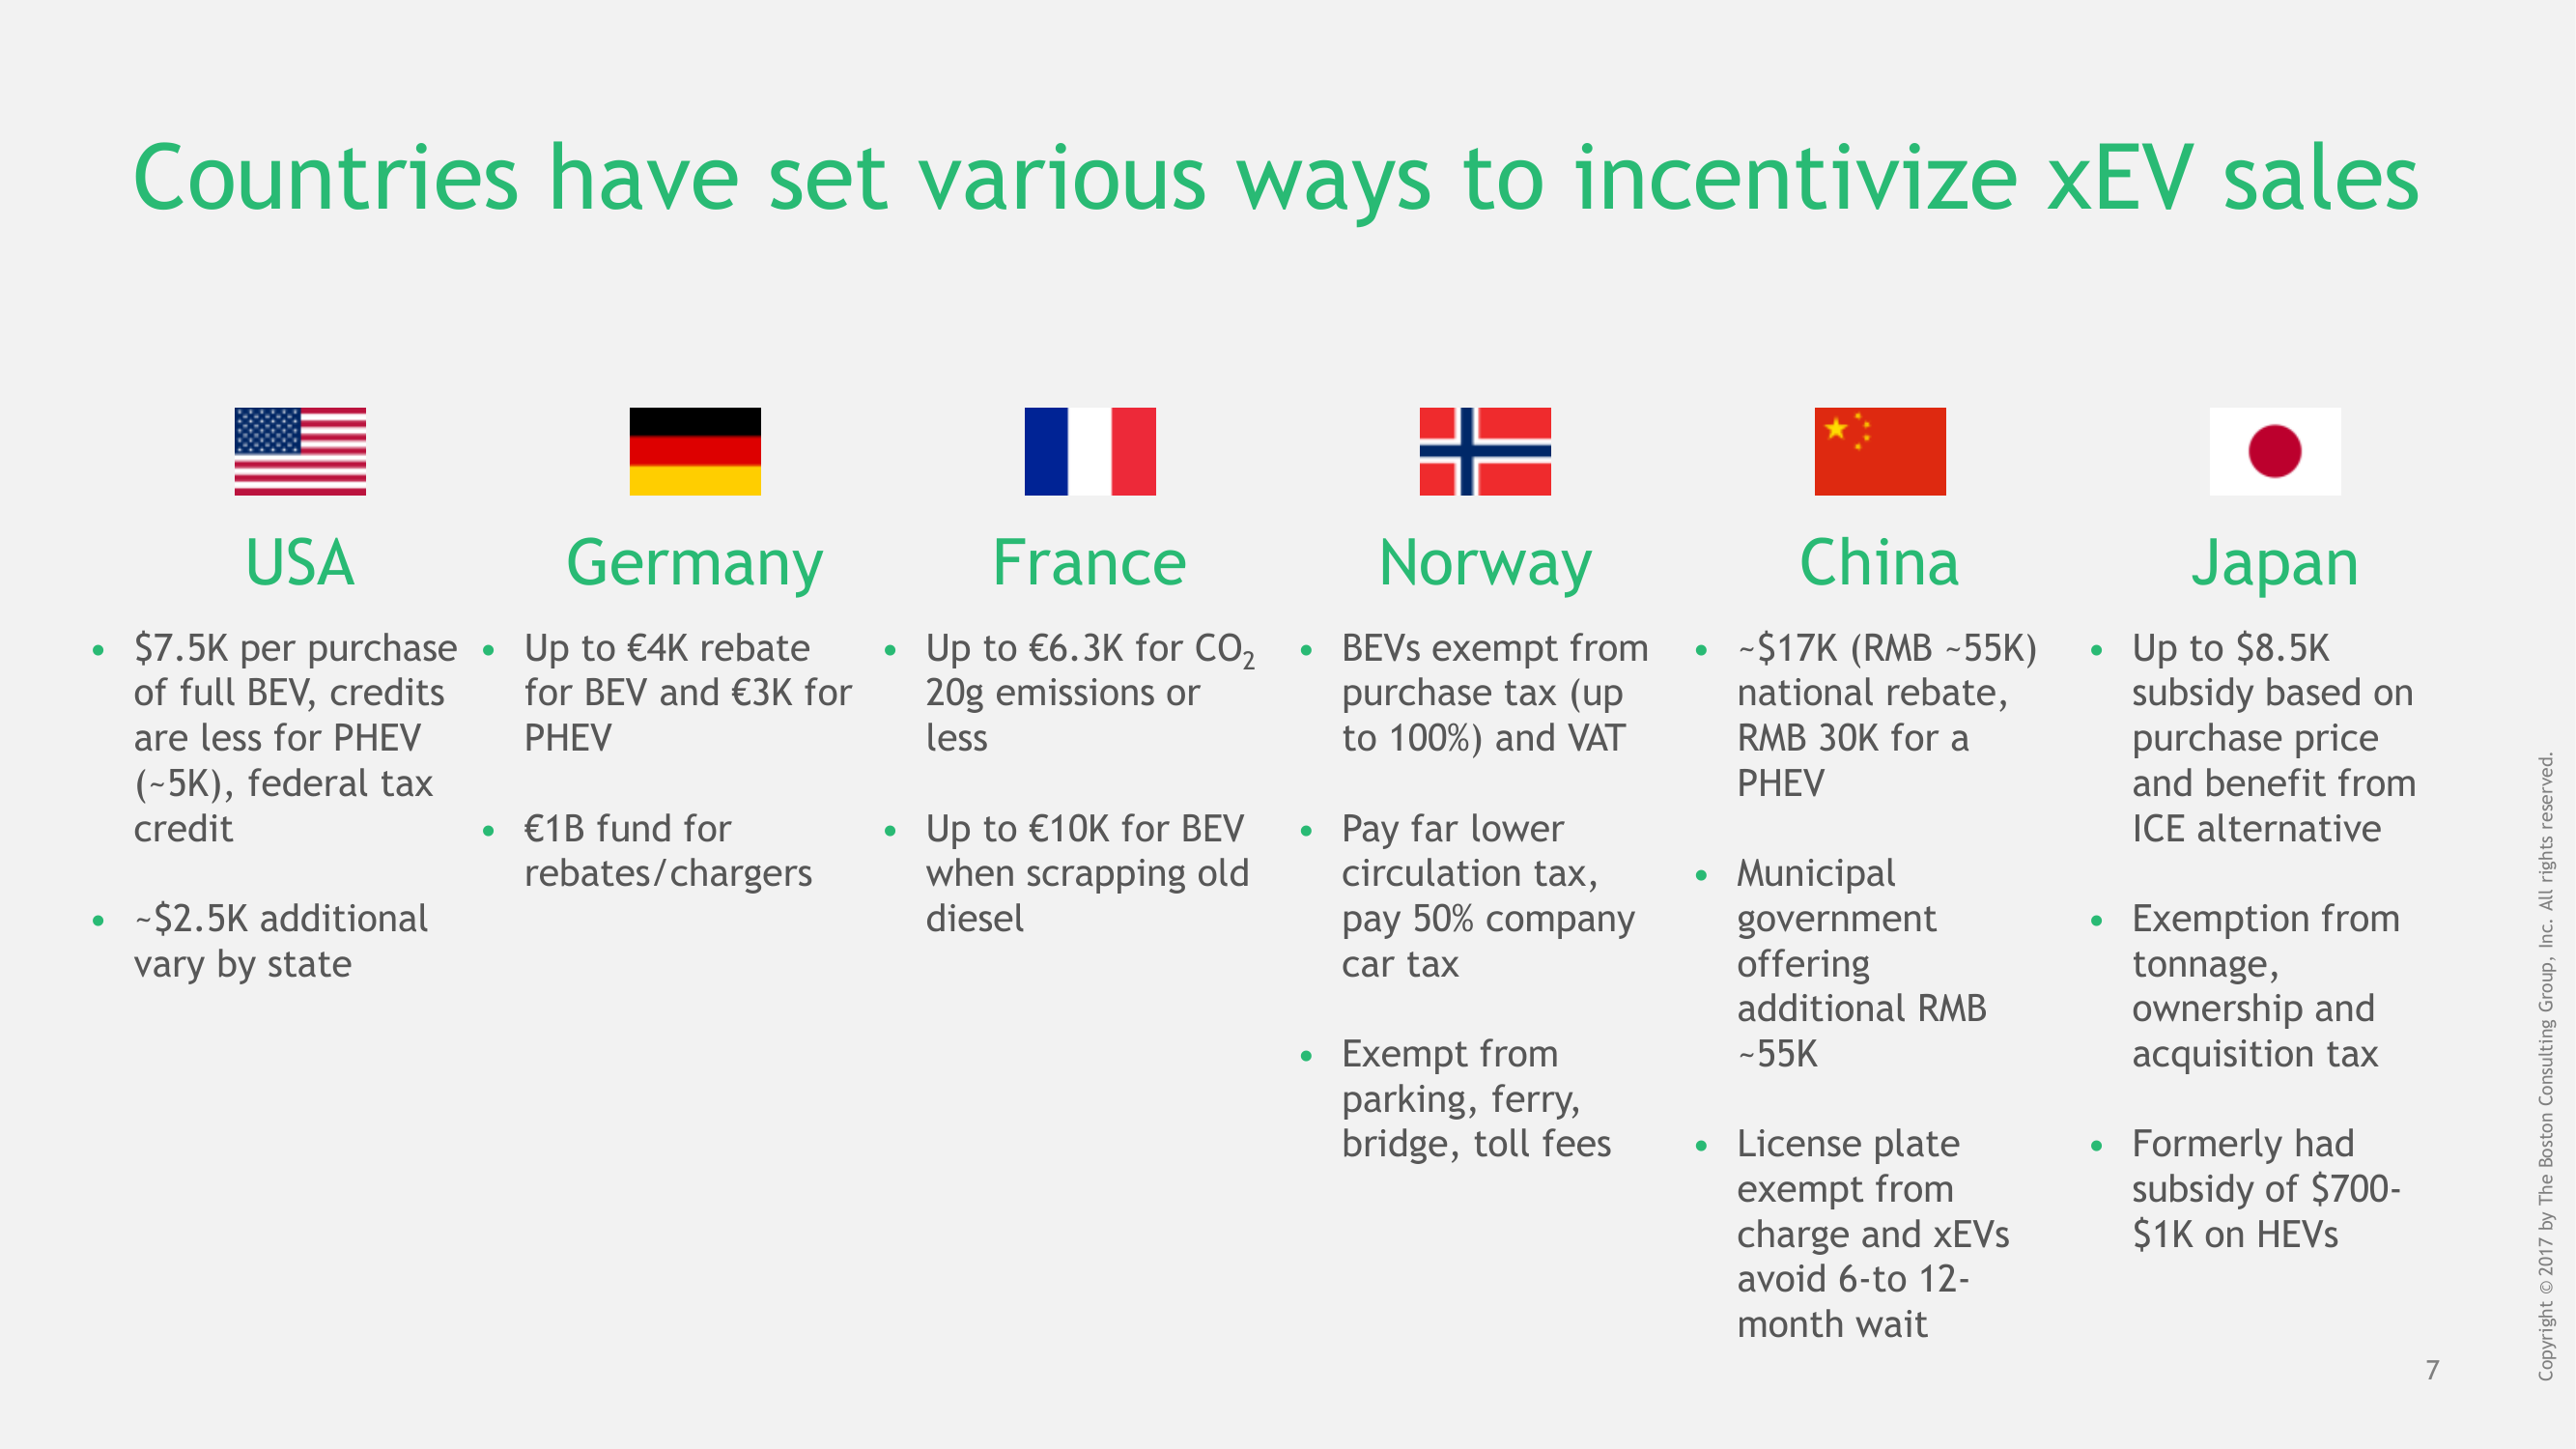 Countries have set various ways to incentivize xEV sales
USA
• $7.5K per purchase
of full BEV, credits
are less for PHEV
(~5K), federal tax
credit
• ~$2.5K additional
vary by state
Germany
• Up to €4K rebate
for BEV and €3K for
PHEV
• €1B fund for
rebates/chargers
France
• Up to €6.3K for CO₂
20g emissions or
less
• Up to €10K for BEV
when scrapping old
diesel
Norway
• BEVs exempt from
purchase tax (up
to 100%) and VAT
• Pay far lower
circulation tax,
pay 50% company
car tax
• Exempt from
parking, ferry,
bridge, toll fees
China
• ~$17K (RMB ~55K)
national rebate,
RMB 30K for a
PHEV
• Municipal
government
offering
additional RMB
~55K
• License plate
exempt from
charge and xEVs
avoid 6-to 12-
month wait
Japan
• Up to $8.5K
subsidy based on
purchase price
and benefit from
ICE alternative
• Exemption from
tonnage,
ownership and
acquisition tax
• Formerly had
subsidy of $700-
$1K on HEVs
7
Copyright © 2017 by The Boston Consulting Group, Inc. All rights reserved.